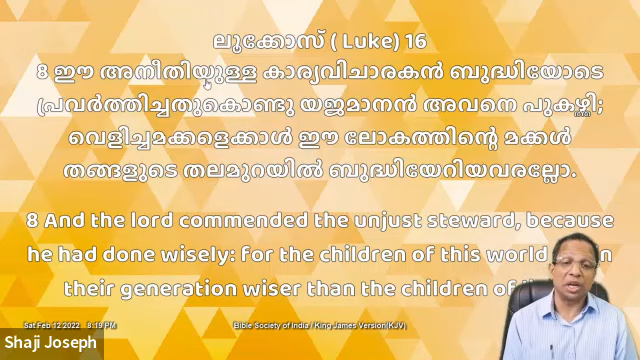 ലൂക്കോസ് ( Luke) 16
8 ഈ അനീതിയുള്ള കാര്യവിചാരകൻ ബുദ്ധിയോടെ
പ്രവർത്തിച്ചതുകൊണ്ടു യജമാനൻ അവനെ പുകഴ്ത്തി;
വെളിച്ചമക്കളെക്കാൾ ഈ ലോകത്തിന്റെ മക്കൾ
തങ്ങളുടെ തലമുറയിൽ ബുദ്ധിയേറിയവരല്ലോ.
8 And the lord commended the unjust steward, because
he had done wisely: for the children of this world
their generation wiser than the children of
Sat Feb 12 2022 8:19 PM Bible Society of India / King James Version(KJV)
Shaji Joseph